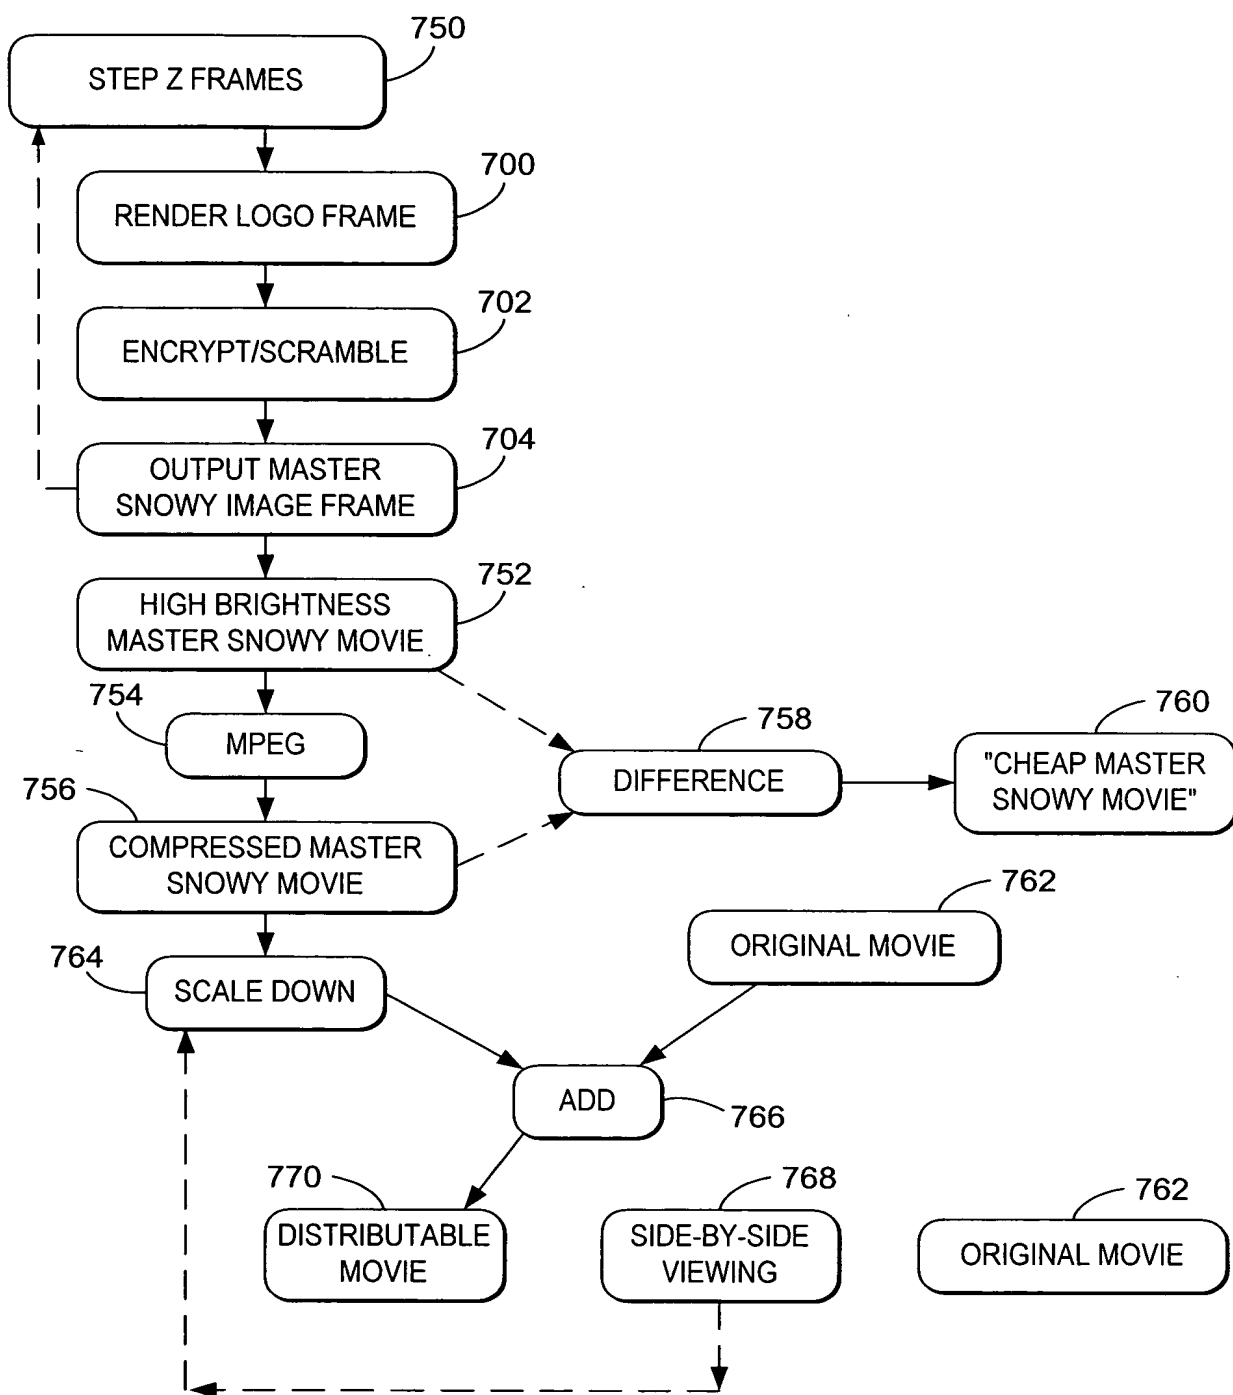 750
STEP Z FRAMES
700
RENDER LOGO FRAME
702
ENCRYPT/SCRAMBLE
704
OUTPUT MASTER
SNOWY IMAGE FRAME
752
HIGH BRIGHTNESS
MASTER SNOWY MOVIE
754
MPEG
758
DIFFERENCE
760
"CHEAP MASTER
SNOWY MOVIE"
756
COMPRESSED MASTER
SNOWY MOVIE
762
ORIGINAL MOVIE
764
SCALE DOWN
ADD
766
770
DISTRIBUTABLE
MOVIE
768
SIDE-BY-SIDE
VIEWING
762
ORIGINAL MOVIE